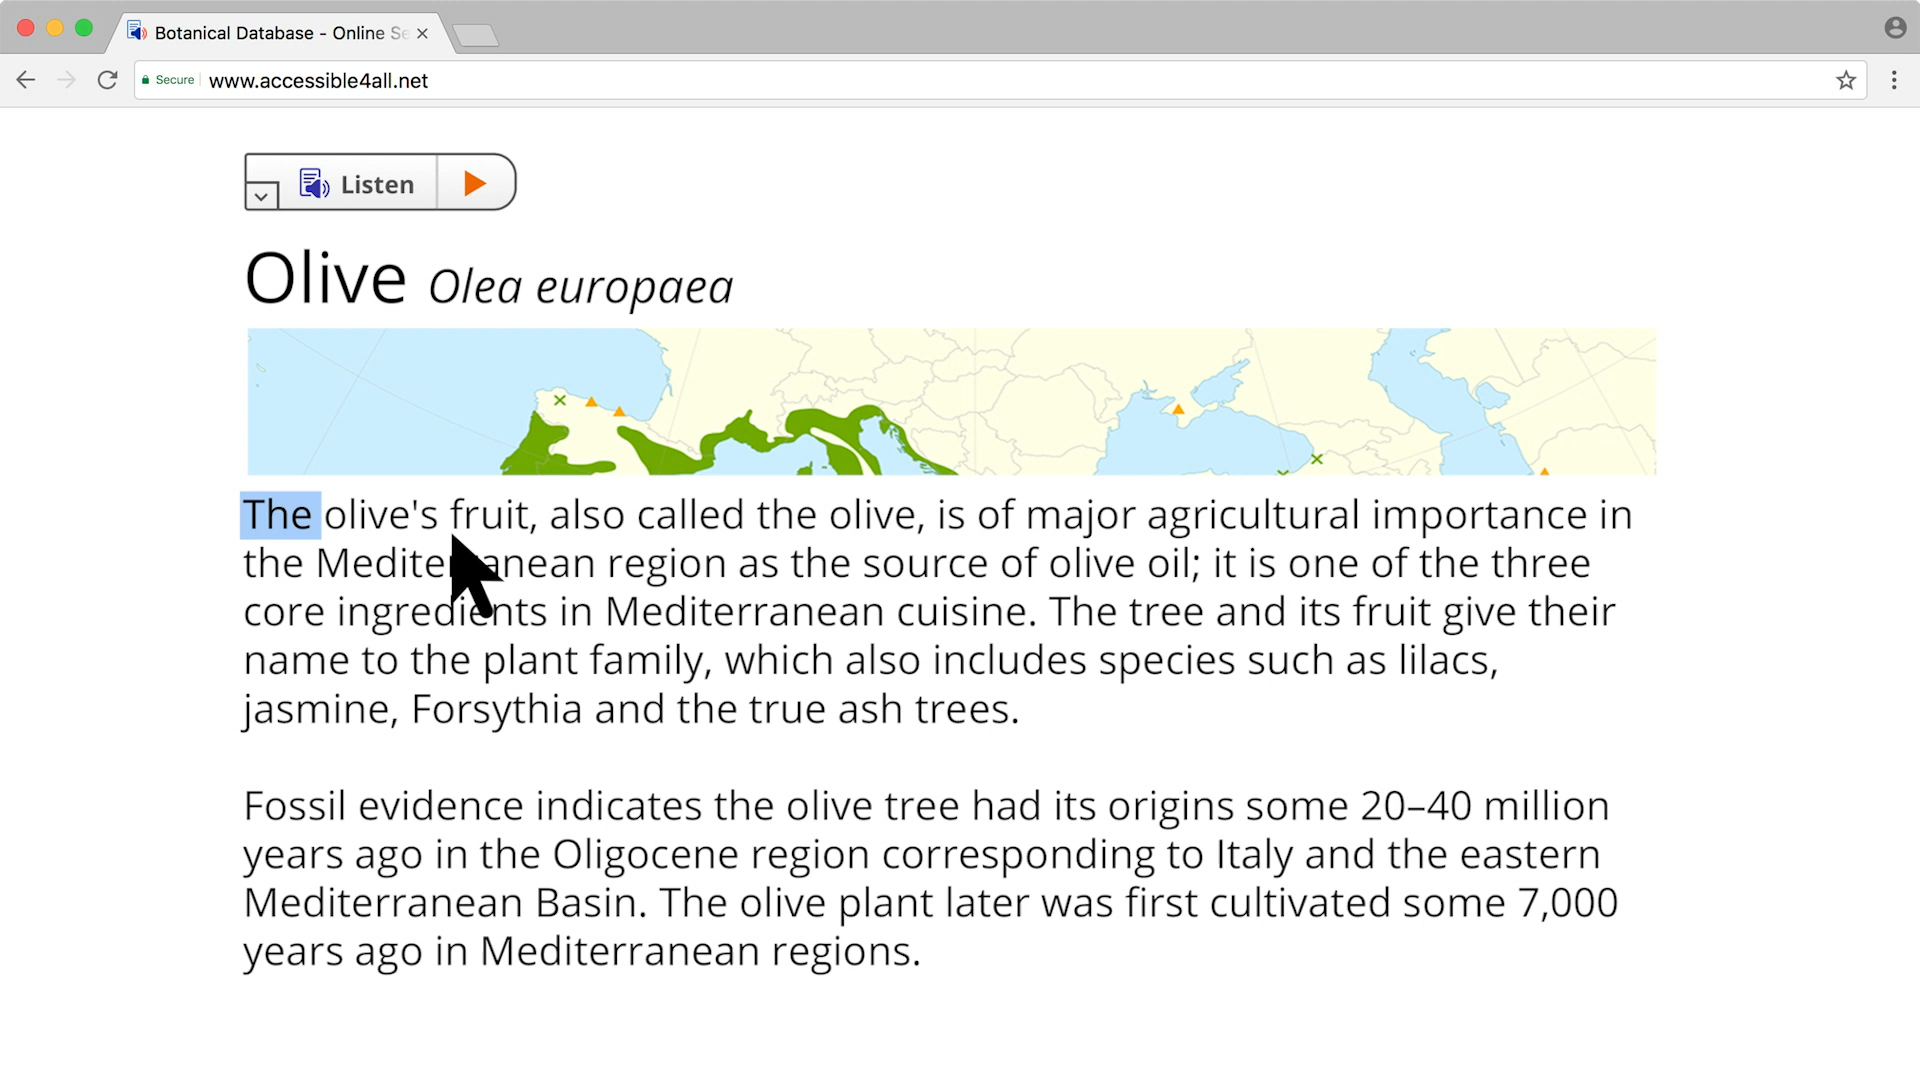 Botanical Database - Online Se
Secure
www.accessible4all.net
Listen
Olive Olea europaea
The olive's fruit, also called the olive, is of major agricultural importance in
the Mediterranean region as the source of olive oil; it is one of the three
core ingredients in Mediterranean cuisine. The tree and its fruit give their
name to the plant family, which also includes species such as lilacs,
jasmine, Forsythia and the true ash trees.
Fossil evidence indicates the olive tree had its origins some 20–40 million
years ago in the Oligocene region corresponding to Italy and the eastern
Mediterranean Basin. The olive plant later was first cultivated some 7,000
years ago in Mediterranean regions.